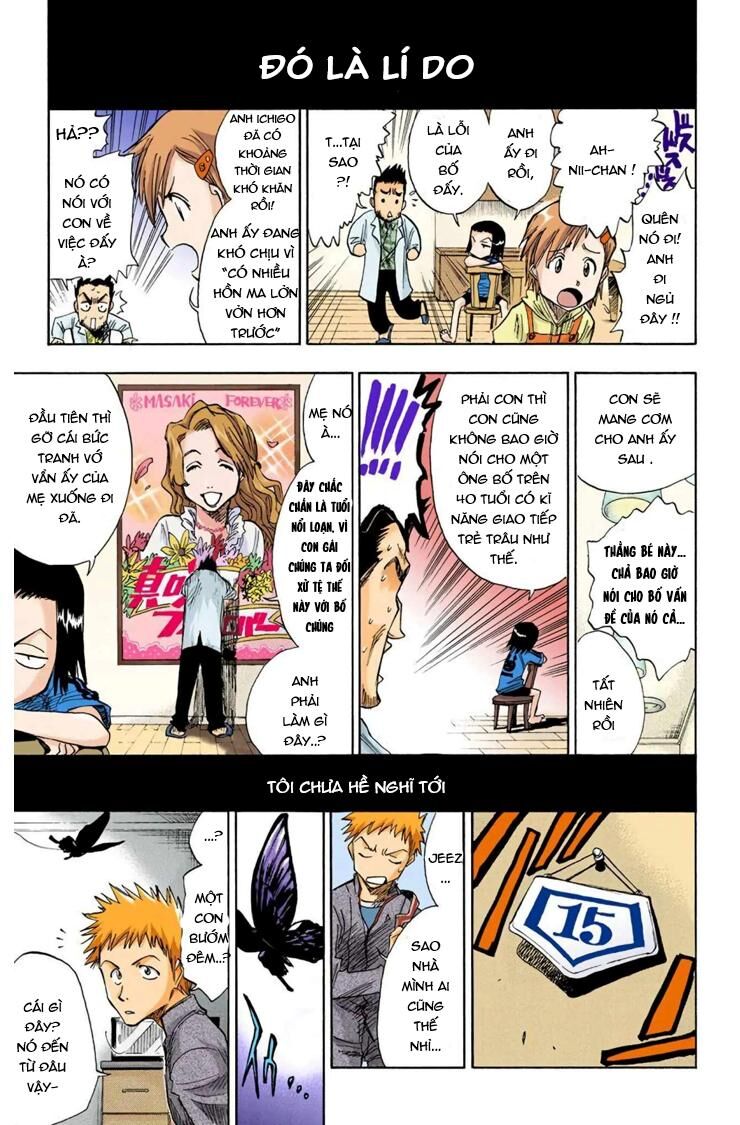 ĐÓ LÀ LÍ DO
AH-
NII-CHAN !
QUÊN
NÓ ĐI!
ANH
ĐI
NGỦ
ĐÂY !!
ANH
ẤY ĐI
RỒI,
LÀ LỖI
CỦA
BỐ
ĐẤY.
T...TẠI
SAO
?!
ANH ICHIGO
ĐÃ CÓ
KHOẢNG
THỜI GIAN
KHÓ KHĂN
RỒI!
ANH ẤY ĐANG
KHÓ CHỊU VÌ
“CÓ NHIỀU
HỒN MA LỜN
VỜN HƠN
TRƯỚC”
HẢ??
NÓ CÓ
NÓI VỚI
CON VỀ
VIỆC ĐẤY
À?
CON SẼ
MANG CƠM
CHO ANH ẤY
SAU .
THẰNG BÉ NÀY...
CHẢ BAO GIỜ
NÓI CHO BỐ VẤN
ĐỀ CỦA NÓ CẢ...
TẤT
NHIÊN
RỒI
PHẢI CON THÌ
CON CŨNG
KHÔNG BAO GIỜ
NÓI CHO MỘT
ÔNG BỐ TRÊN
40 TUỔI CÓ KĨ
NĂNG GIAO TIẾP
TRẺ TRÂU NHƯ
THẾ.
!!!!
MẸ NÓ
À...
ĐÂY CHẮC
CHẮN LÀ TUỔI
NỔI LOẠN, VÌ
CON GÁI
CHÚNG TA ĐỐI
XỬ TỆ THẾ
NÀY VỚI BỐ
CHÚNG
ANH
PHẢI
LÀM GÌ
ĐÂY..?
MASAKI FOREVER
ĐẦU TIÊN THÌ
GỠ CÁI BỨC
TRANH VỚ
VẨN ẤY CỦA
MẸ XUỐNG ĐI
ĐÃ.
TÔI CHƯA HỀ NGHĨ TỚI
15
JEEZ
...
SAO
NHÀ
MÌNH AI
CŨNG
THẾ
NHỈ...
...?
MỘT
CON
BƯỚM
ĐÊM..?
CÁI GÌ
ĐÂY?
NÓ ĐẾN
TỪ ĐÂU
VẬY-